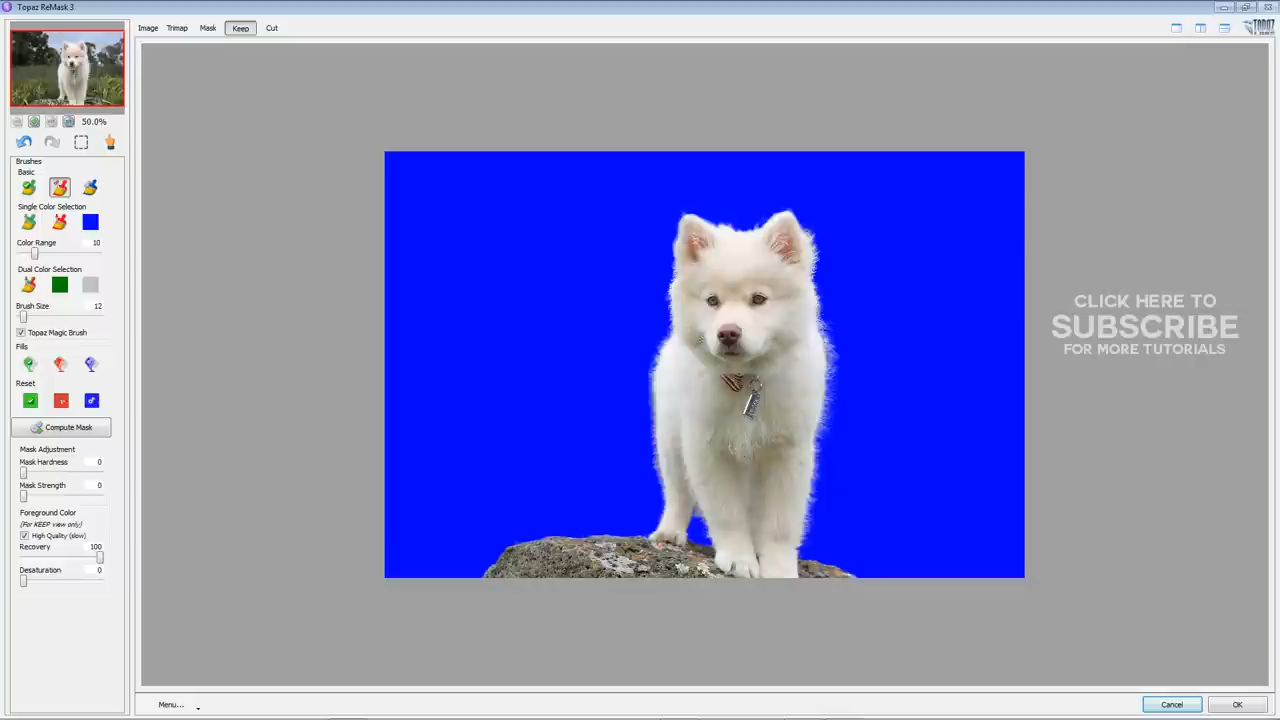 Topaz ReMask 3
Image Trimap Mask Keep Cut
TOPAZ
50.0%
Brushes
Basic
Single Color Selection
Color Range 10
Dual Color Selection
Brush Size 12
Topaz Magic Brush
Fills
Reset
Compute Mask
Mask Adjustment
Mask Hardness 0
Mask Strength 0
Foreground Color
(For KEEP view only)
High Quality (slow)
Recovery 100
Desaturation 0
CLICK HERE TO
SUBSCRIBE
FOR MORE TUTORIALS
Menu...
Cancel OK